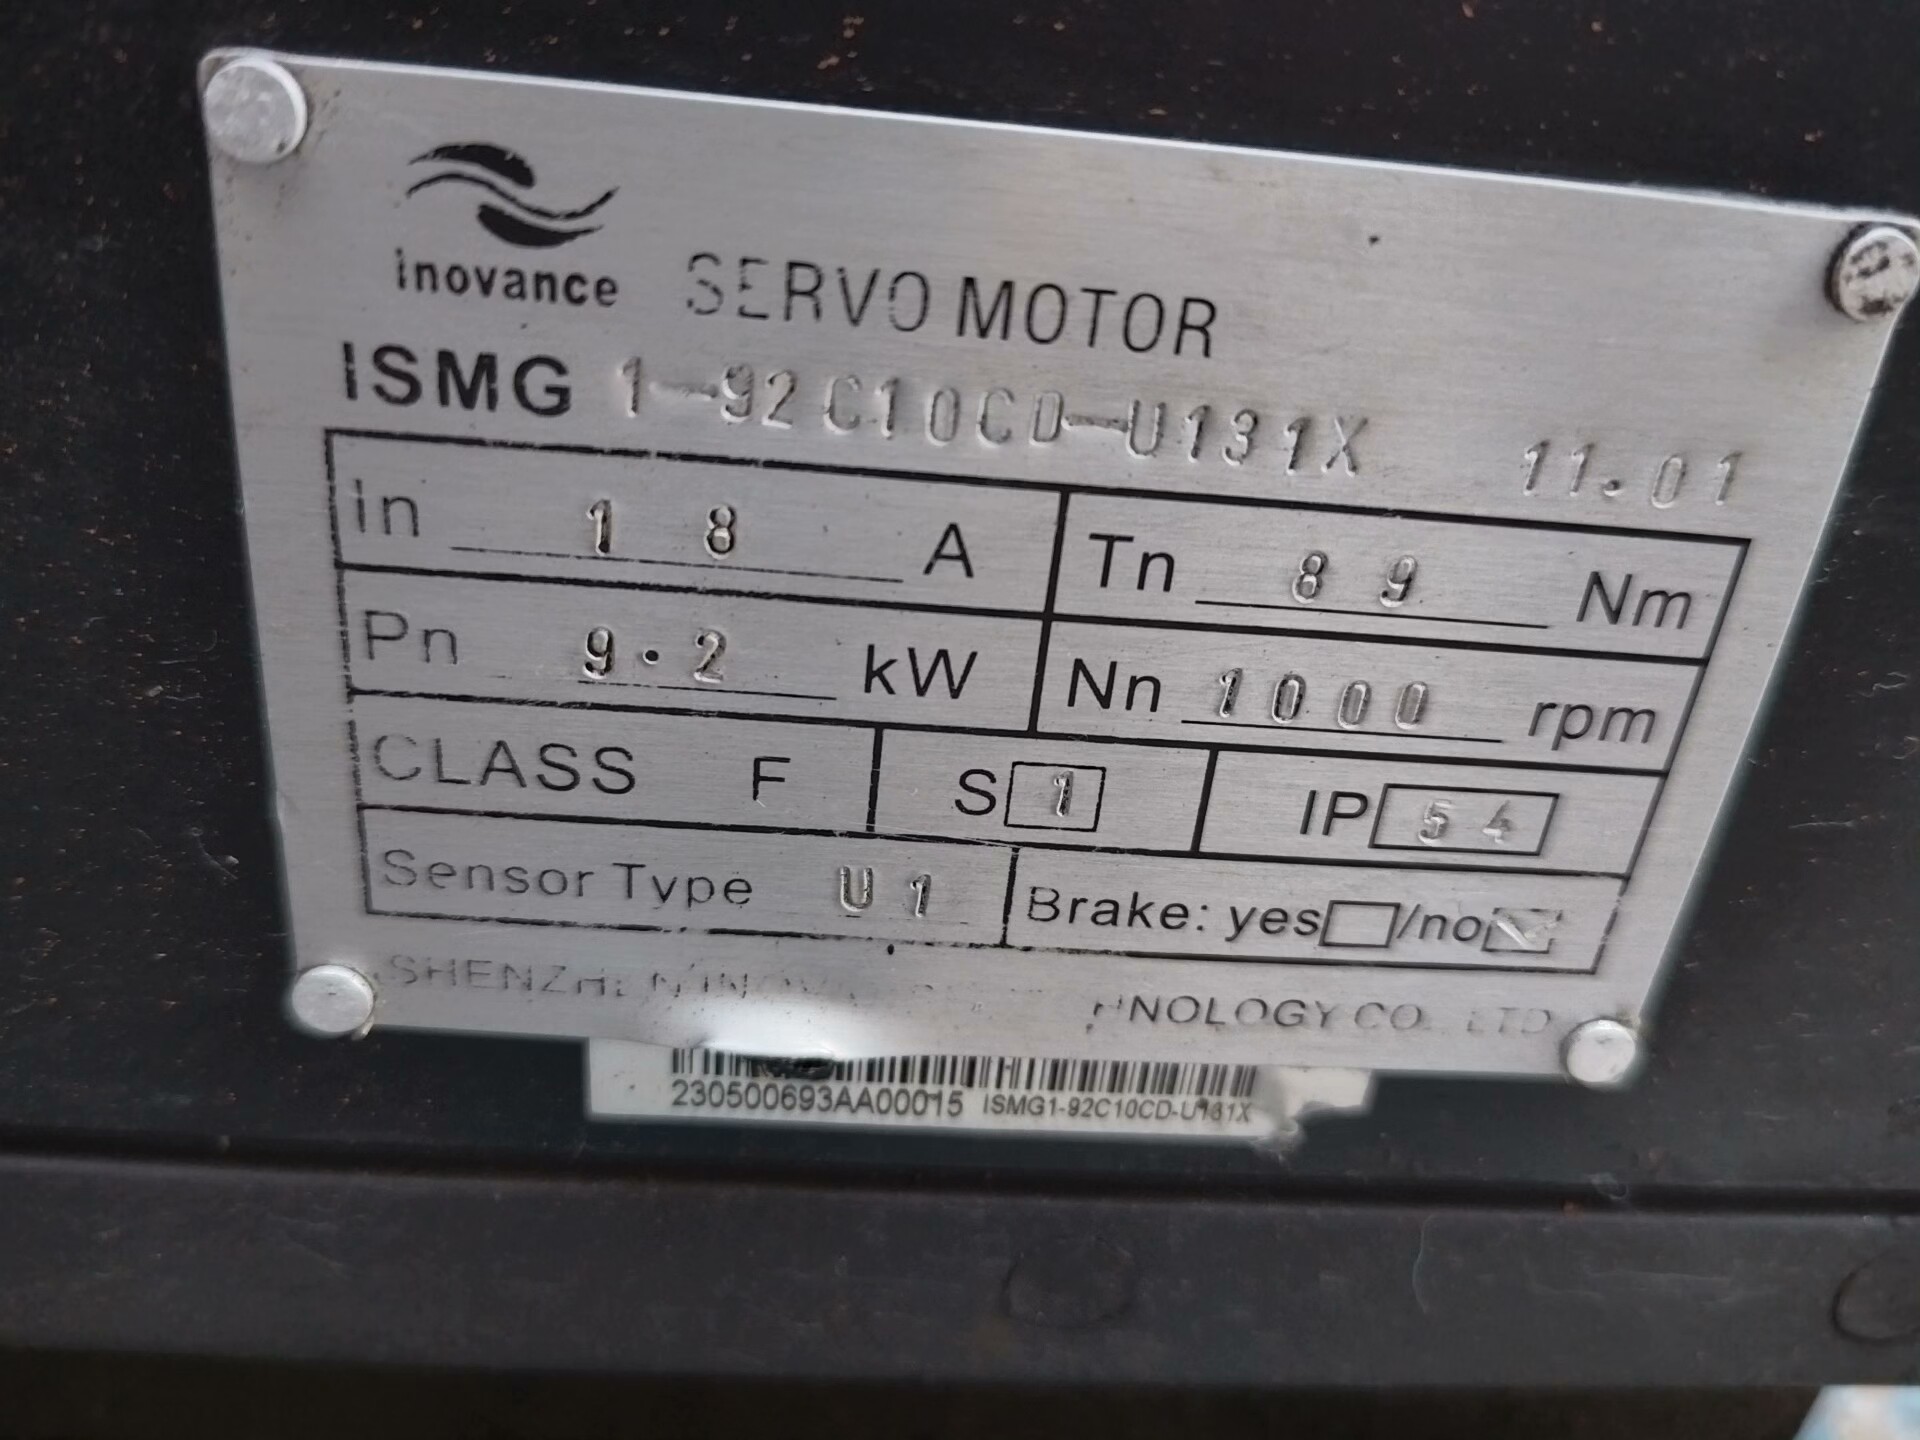 inovance SERVO MOTOR
ISMG 1-92C10CD-U131X 11.01
in 18 A Tn 89 Nm
Pn 9.2 kW Nn 1000 rpm
CLASS F S 1 IP 54
Sensor Type U1 Brake: yes /no
SHENZHEN CO. LTD
230500693AA00015 ISMG1-92C10CD-U131X